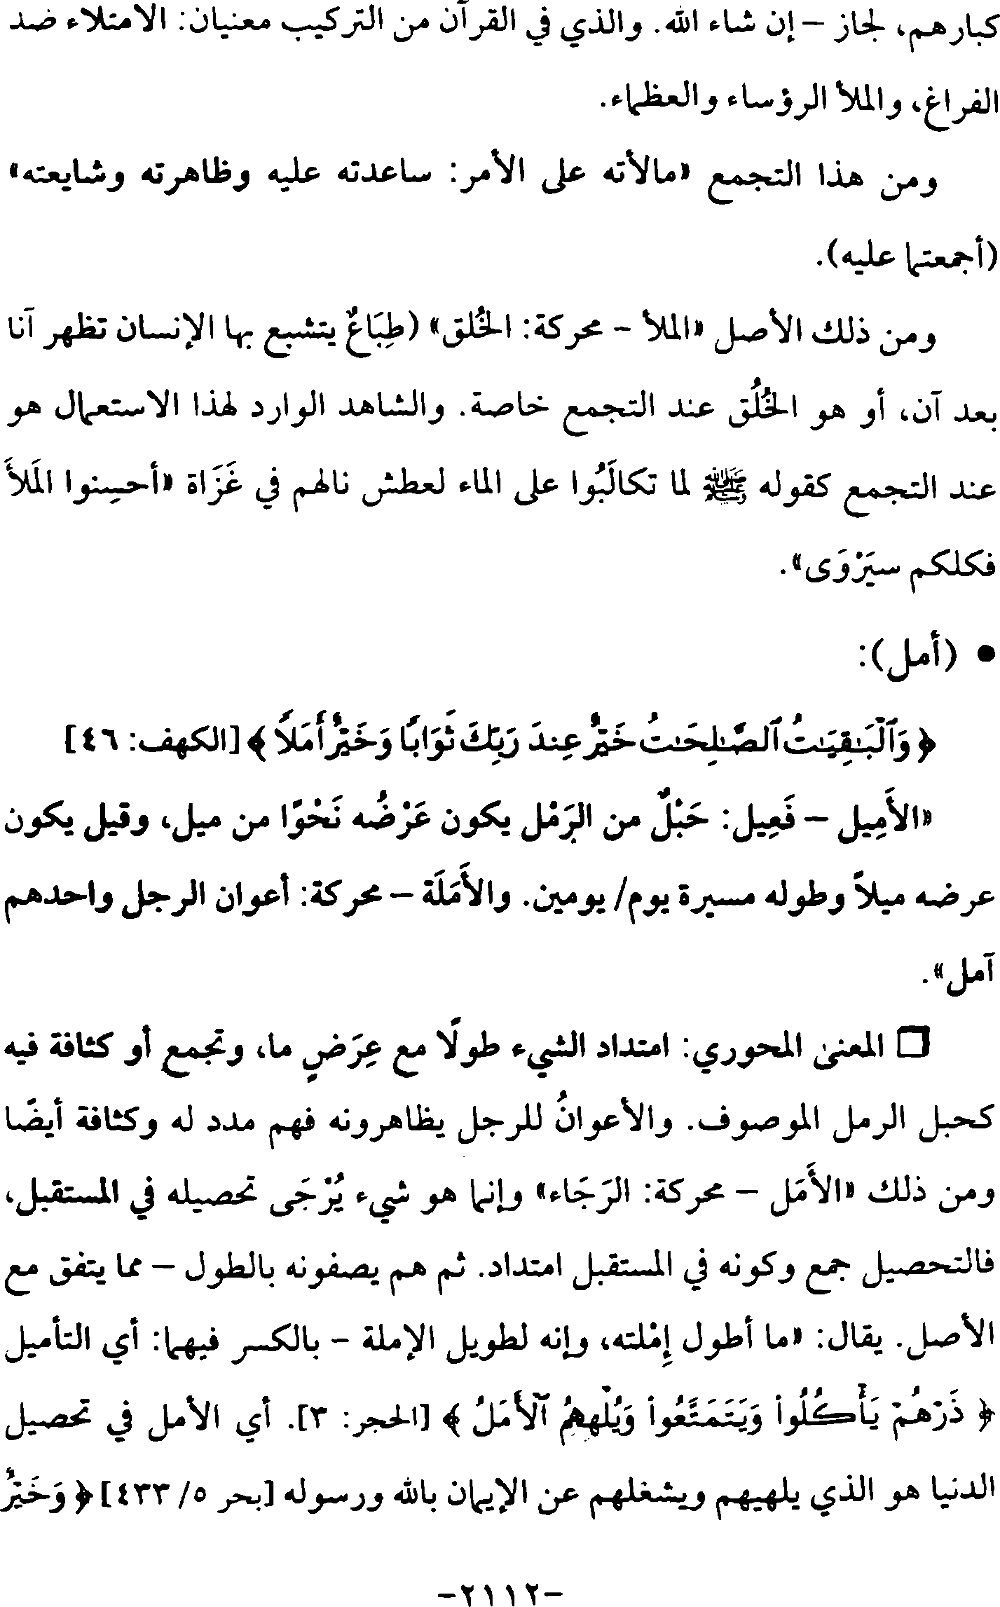 كبارهم، لجاز – إن شاء الله. والذي في القرآن من التركيب معنيان: الامتلاء ضد
الفراغ، والملأ الرؤساء والعظماء.
ومن هذا التجمع «مالأته على الأمر: ساعدته عليه وظاهرته وشايعته»
(أجمعتما عليه).
ومن ذلك الأصل «الملأ – محركة: الخُلق» (طِبَاعٌ يتشبع بها الإنسان تظهر آنا
بعد آن، أو هو الخُلُق عند التجمع خاصة. والشاهد الوارد لهذا الاستعمال هو
عند التجمع كقوله ﷺ لما تكالَبُوا على الماء لعطش نالهم في غَزَاة «أحسِنوا المَلأَ
فكلكم سيَرْوَى».
● (أمل):
﴿وَٱلْبَـٰقِيَـٰتُ ٱلصَّـٰلِحَـٰتُ خَيْرٌ عِندَ رَبِّكَ ثَوَابًا وَخَيْرٌ أَمَلاً﴾ [الكهف: ٤٦]
«الأَمِيل – فَعِيل: حَبْلٌ من الرَمْل يكون عَرْضُه نَحْوًا من ميل، وقيل يكون
عرضه ميلاً وطوله مسيرة يوم/ يومين. والأَمَلَة – محركة: أعوان الرجل واحدهم
آمل».
□ المعنى المحوري: امتداد الشيء طولًا مع عِرَضٍ ما، وتجمع أو كثافة فيه
كحبل الرمل الموصوف. والأعوانُ للرجل يظاهرونه فهم مدد له وكثافة أيضًا
ومن ذلك «الأَمَل – محركة: الرَجَاء» وإنما هو شيء يُرْجَى تحصيله في المستقبل،
فالتحصيل جمع وكونه في المستقبل امتداد. ثم هم يصفونه بالطول – مما يتفق مع
الأصل. يقال: «ما أطول إِمْلته، وإنه لطويل الإملة – بالكسر فيهما: أي التأميل
﴿ذَرْهُمْ يَأْكُلُوا۟ وَيَتَمَتَّعُوا۟ وَيُلْهِهِمُ ٱلْأَمَلُ﴾ [الحجر: ٣]. أي الأمل في تحصيل
الدنيا هو الذي يلهيهم ويشغلهم عن الإيمان بالله ورسوله [بحر ٥/ ٤٣٣] ﴿وَخَيْرٌ
-٢١١٢-